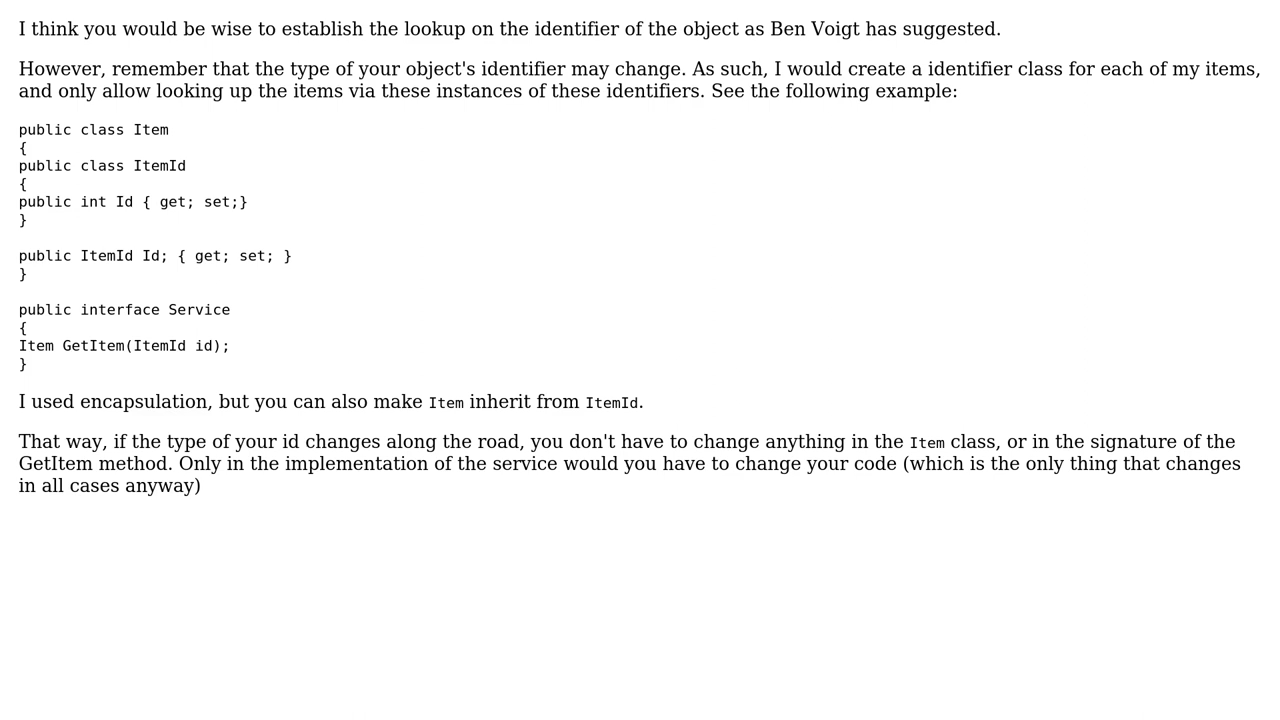 I think you would be wise to establish the lookup on the identifier of the object as Ben Voigt has suggested.
However, remember that the type of your object's identifier may change. As such, I would create a identifier class for each of my items,
and only allow looking up the items via these instances of these identifiers. See the following example:
public class Item
{
public class ItemId
{
public int Id { get; set;}
}
public ItemId Id; { get; set; }
}
public interface Service
{
Item GetItem(ItemId id);
}
I used encapsulation, but you can also make Item inherit from ItemId.
That way, if the type of your id changes along the road, you don't have to change anything in the Item class, or in the signature of the
GetItem method. Only in the implementation of the service would you have to change your code (which is the only thing that changes
in all cases anyway)